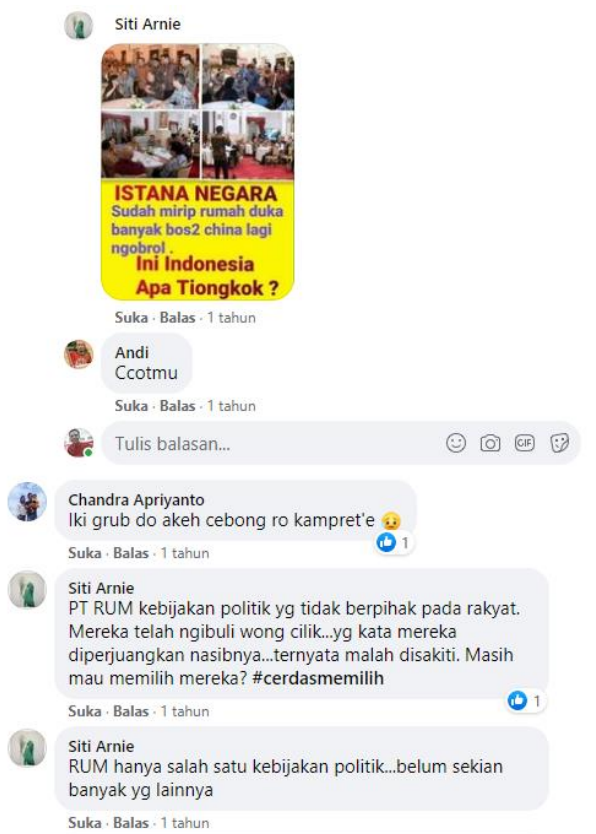 Siti Arnie
ISTANA NEGARA
Sudah mirip rumah duka
banyak bos2 china lagi
ngobrol .
Ini Indonesia
Apa Tiongkok ?
Suka · Balas · 1 tahun
Andi
Ccotmu
Suka · Balas · 1 tahun
Tulis balasan...
GIF
Chandra Apriyanto
Iki grub do akeh cebong ro kampret'e 😥
1
Suka · Balas · 1 tahun
Siti Arnie
PT RUM kebijakan politik yg tidak berpihak pada rakyat.
Mereka telah ngibuli wong cilik...yg kata mereka
diperjuangkan nasibnya...ternyata malah disakiti. Masih
mau memilih mereka? #cerdasmemilih
1
Suka · Balas · 1 tahun
Siti Arnie
RUM hanya salah satu kebijakan politik...belum sekian
banyak yg lainnya
Suka · Balas · 1 tahun